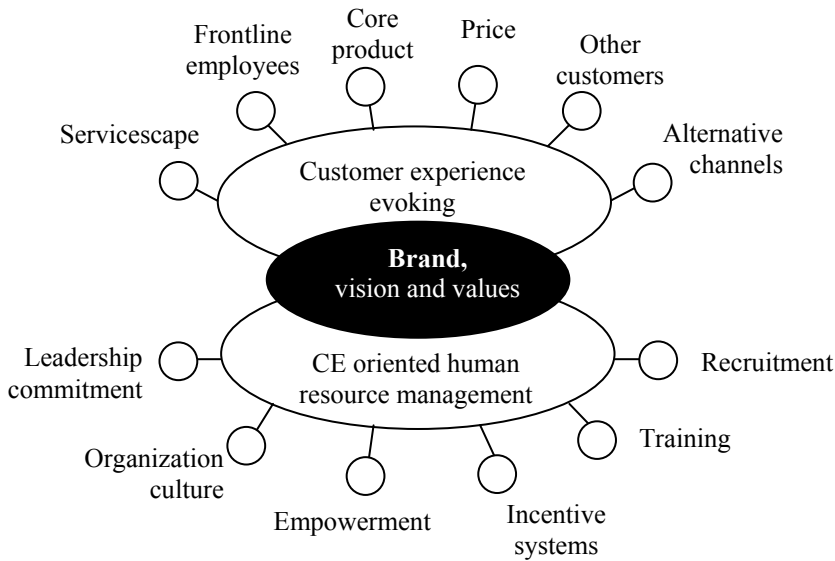 Frontline
employees
Core
product
Price
Other
customers
Servicescape
Alternative
channels
Customer experience
evoking
Brand,
vision and values
CE oriented human
resource management
Leadership
commitment
Recruitment
Organization
culture
Training
Empowerment
Incentive
systems